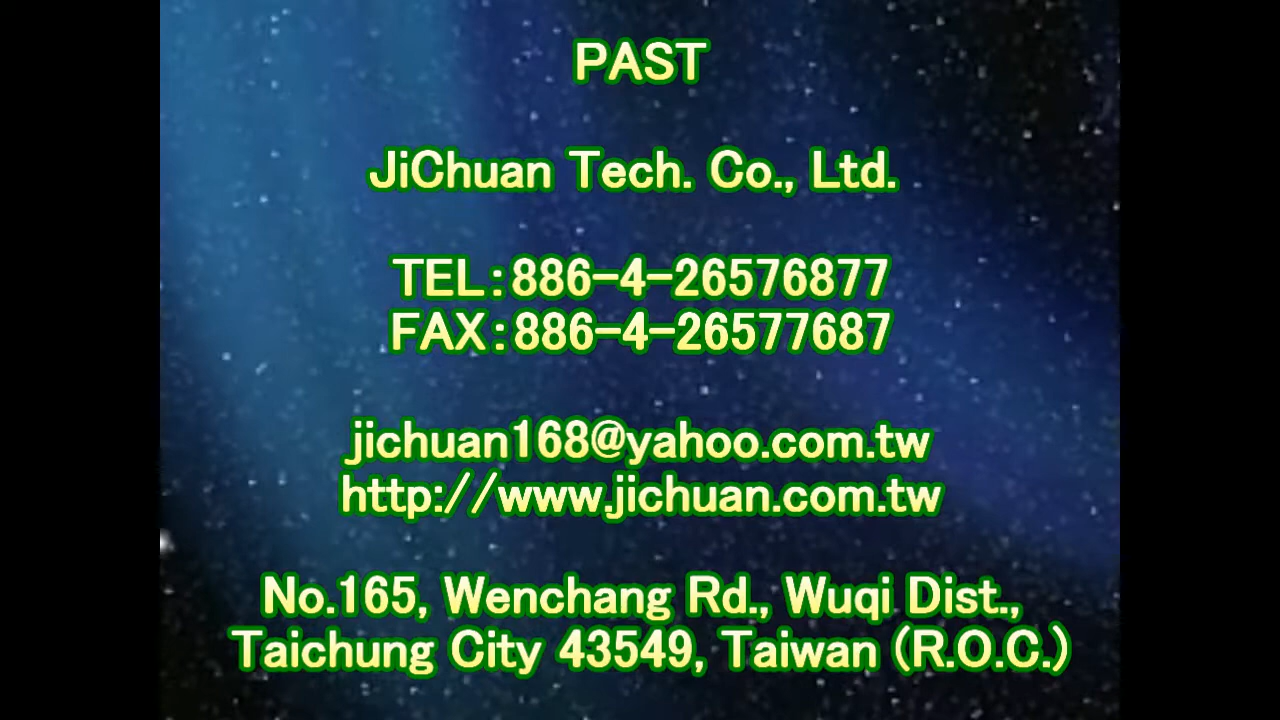 PAST
JiChuan Tech. Co., Ltd.
TEL:886-4-26576877
FAX:886-4-26577687
jichuan168@yahoo.com.tw
http://www.jichuan.com.tw
No.165, Wenchang Rd., Wuqi Dist.,
Taichung City 43549, Taiwan (R.O.C.)